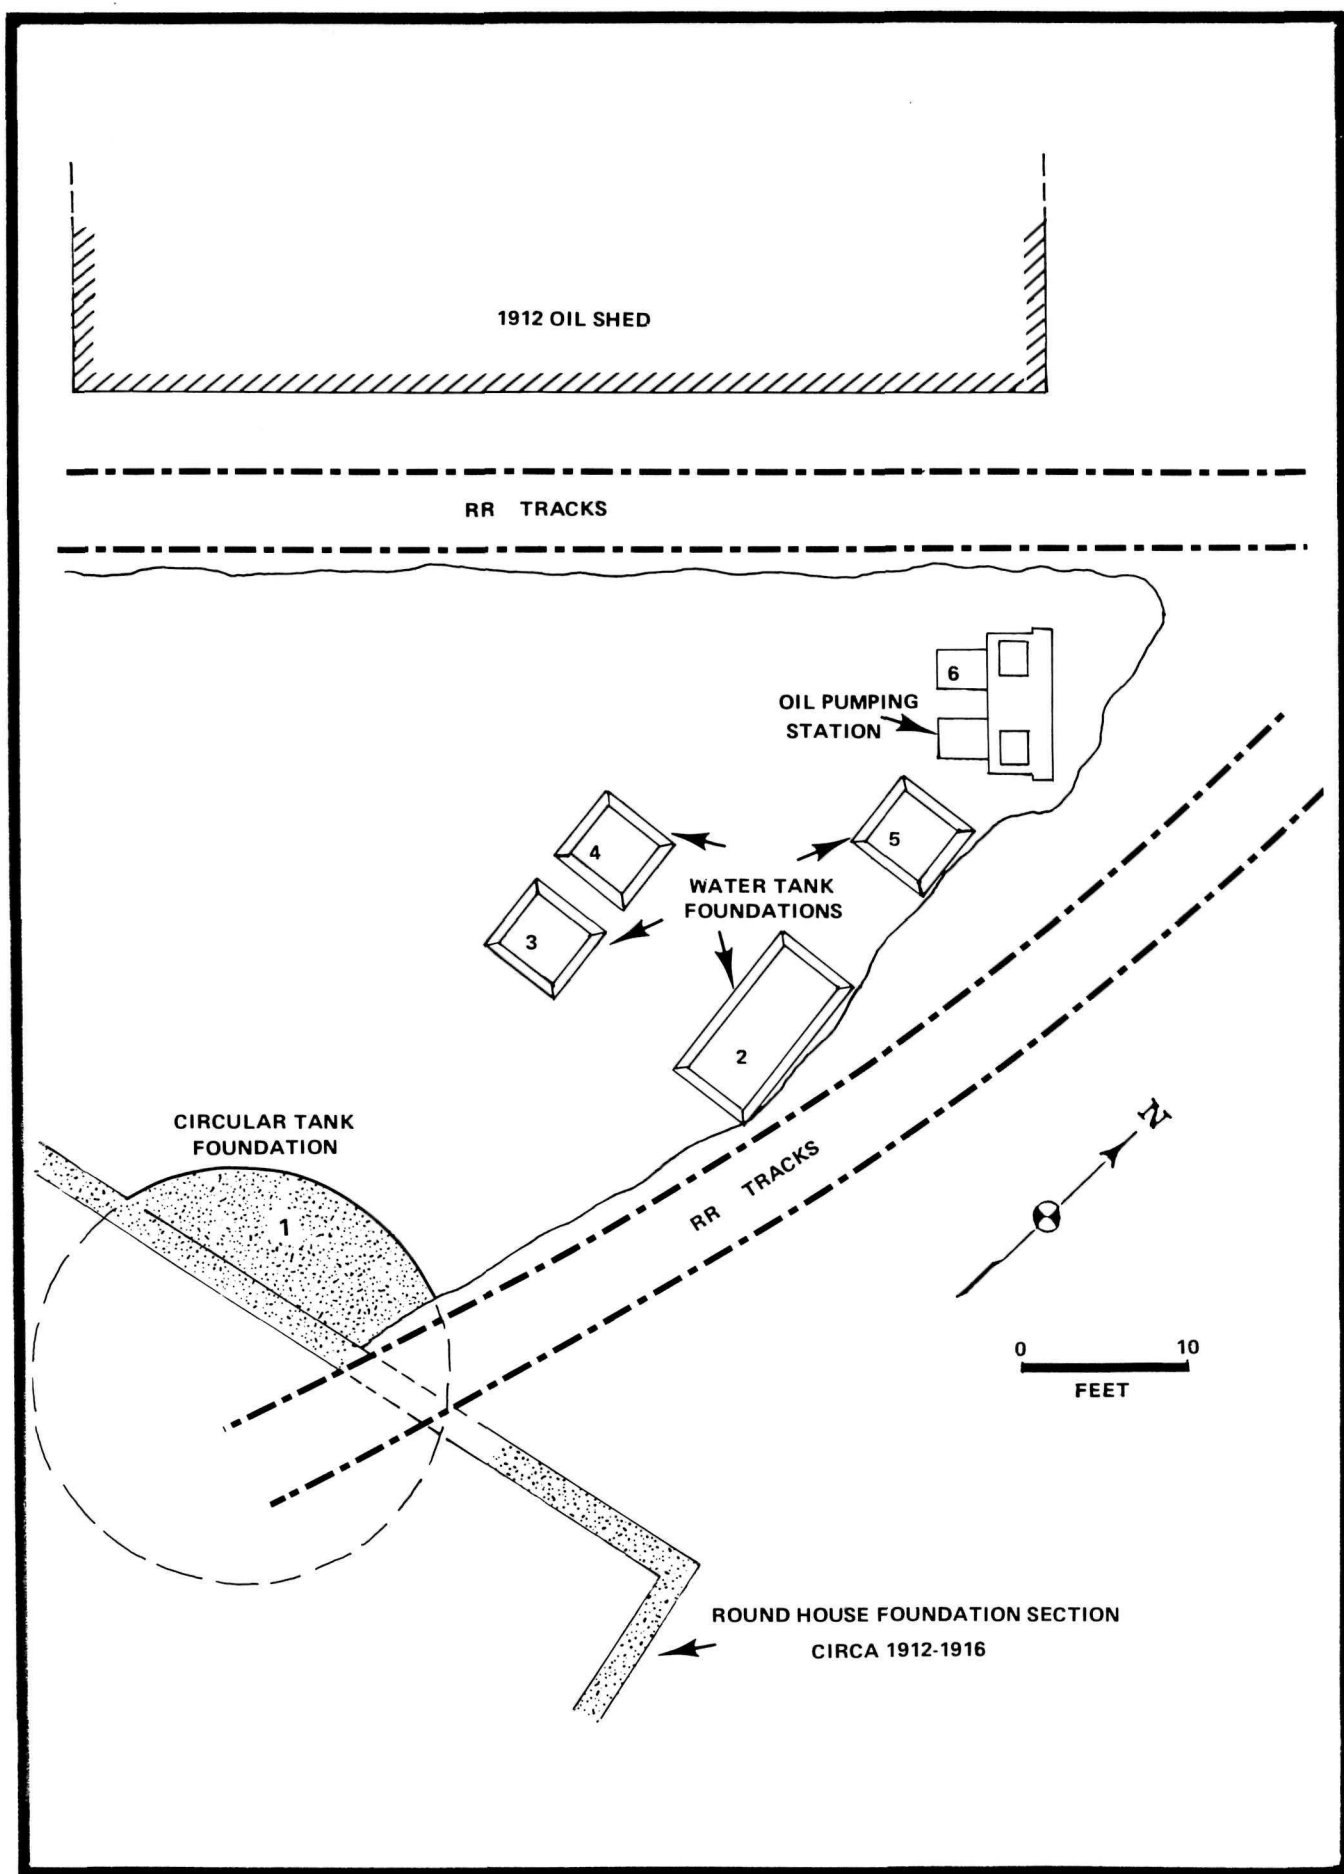 1912 OIL SHED
RR TRACKS
6
OIL PUMPING
STATION
5
4
WATER TANK
FOUNDATIONS
3
2
CIRCULAR TANK
FOUNDATION
1
RR TRACKS
N
0 10
FEET
ROUND HOUSE FOUNDATION SECTION
CIRCA 1912-1916